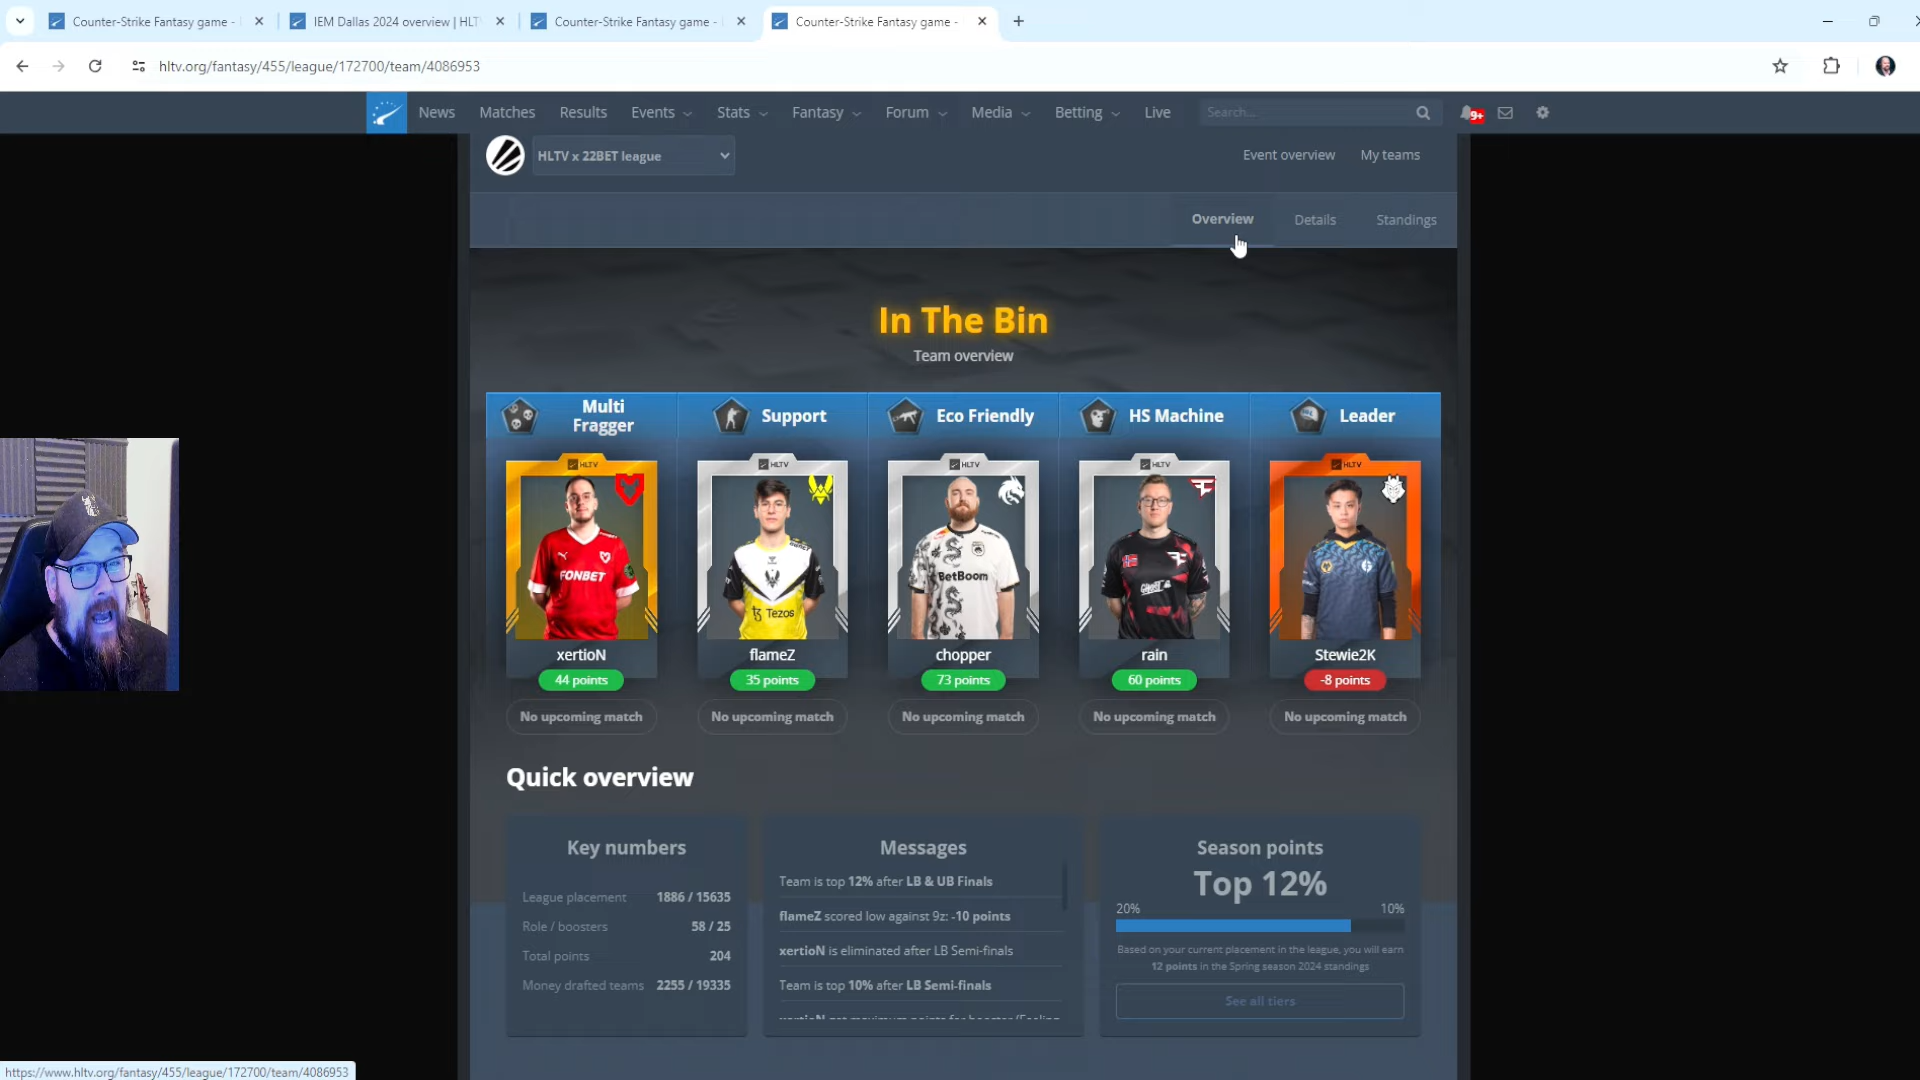 Counter-Strike Fantasy game -
IEM Dallas 2024 overview | HLT
Counter-Strike Fantasy game -
Counter-Strike Fantasy game -
hltv.org/fantasy/455/league/172700/team/4086953
News Matches Results Events Stats Fantasy Forum Media Betting Live Search... 9+
HLTV x 22BET league Event overview My teams
Overview Details Standings
In The Bin
Team overview
Multi Fragger
Support
Eco Friendly
HS Machine
Leader
HLTV HLTV HLTV HLTV HLTV
FONBET
Tezos
BetBoom
xertioN flameZ chopper rain Stewie2K
44 points 35 points 73 points 60 points -8 points
No upcoming match No upcoming match No upcoming match No upcoming match No upcoming match
Quick overview
Key numbers
League placement 1886 / 15635
Role / boosters 58 / 25
Total points 204
Money drafted teams 2255 / 19335
Messages
Team is top 12% after LB & UB Finals
flameZ scored low against 9z: -10 points
xertioN is eliminated after LB Semi-finals
Team is top 10% after LB Semi-finals
Season points
Top 12%
20% 10%
Based on your current placement in the league, you will earn
12 points in the Spring season 2024 standings
See all tiers
https://www.hltv.org/fantasy/455/league/172700/team/4086953